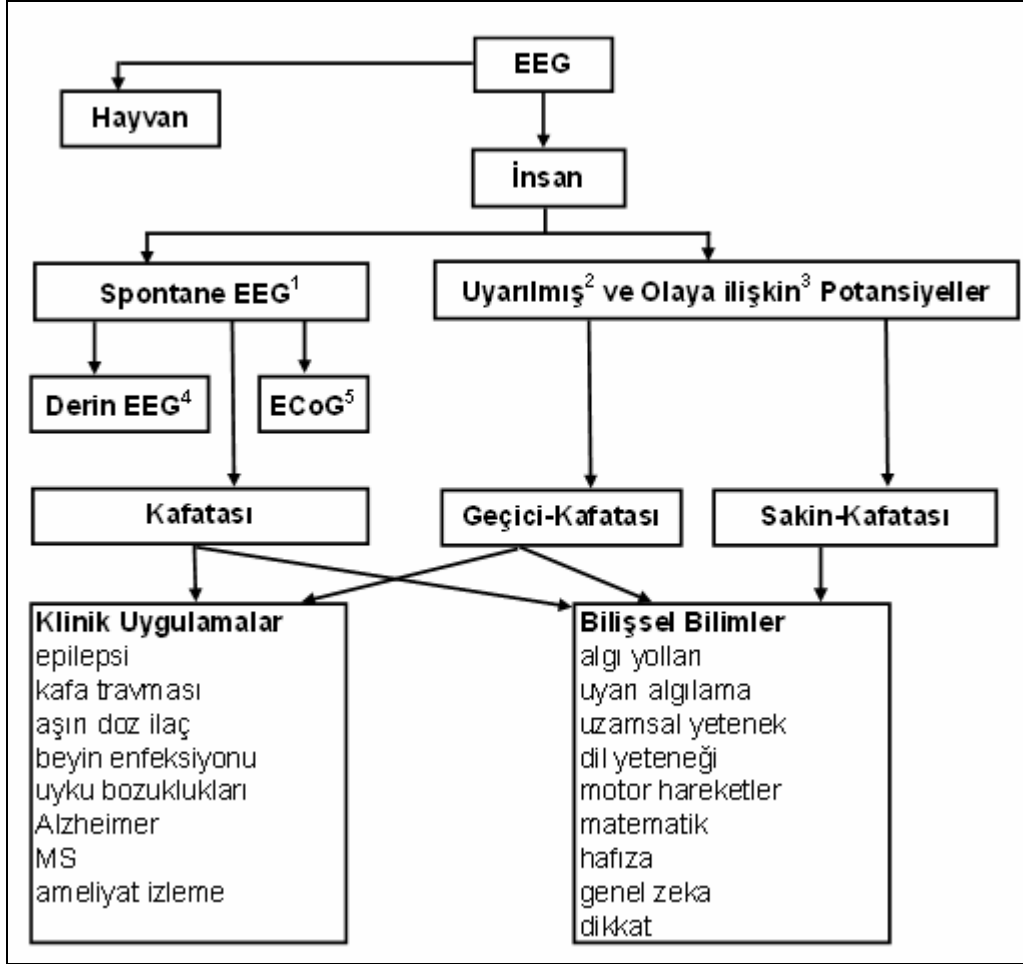 EEG
Hayvan
İnsan
Spontane EEG¹
Uyarılmış² ve Olaya ilişkin³ Potansiyeller
Derin EEG⁴
ECoG⁵
Kafatası
Geçici-Kafatası
Sakin-Kafatası
Klinik Uygulamalar
epilepsi
kafa travması
aşırı doz ilaç
beyin enfeksiyonu
uyku bozuklukları
Alzheimer
MS
ameliyat izleme
Bilişsel Bilimler
algı yolları
uyarı algılama
uzamsal yetenek
dil yeteneği
motor hareketler
matematik
hafıza
genel zeka
dikkat